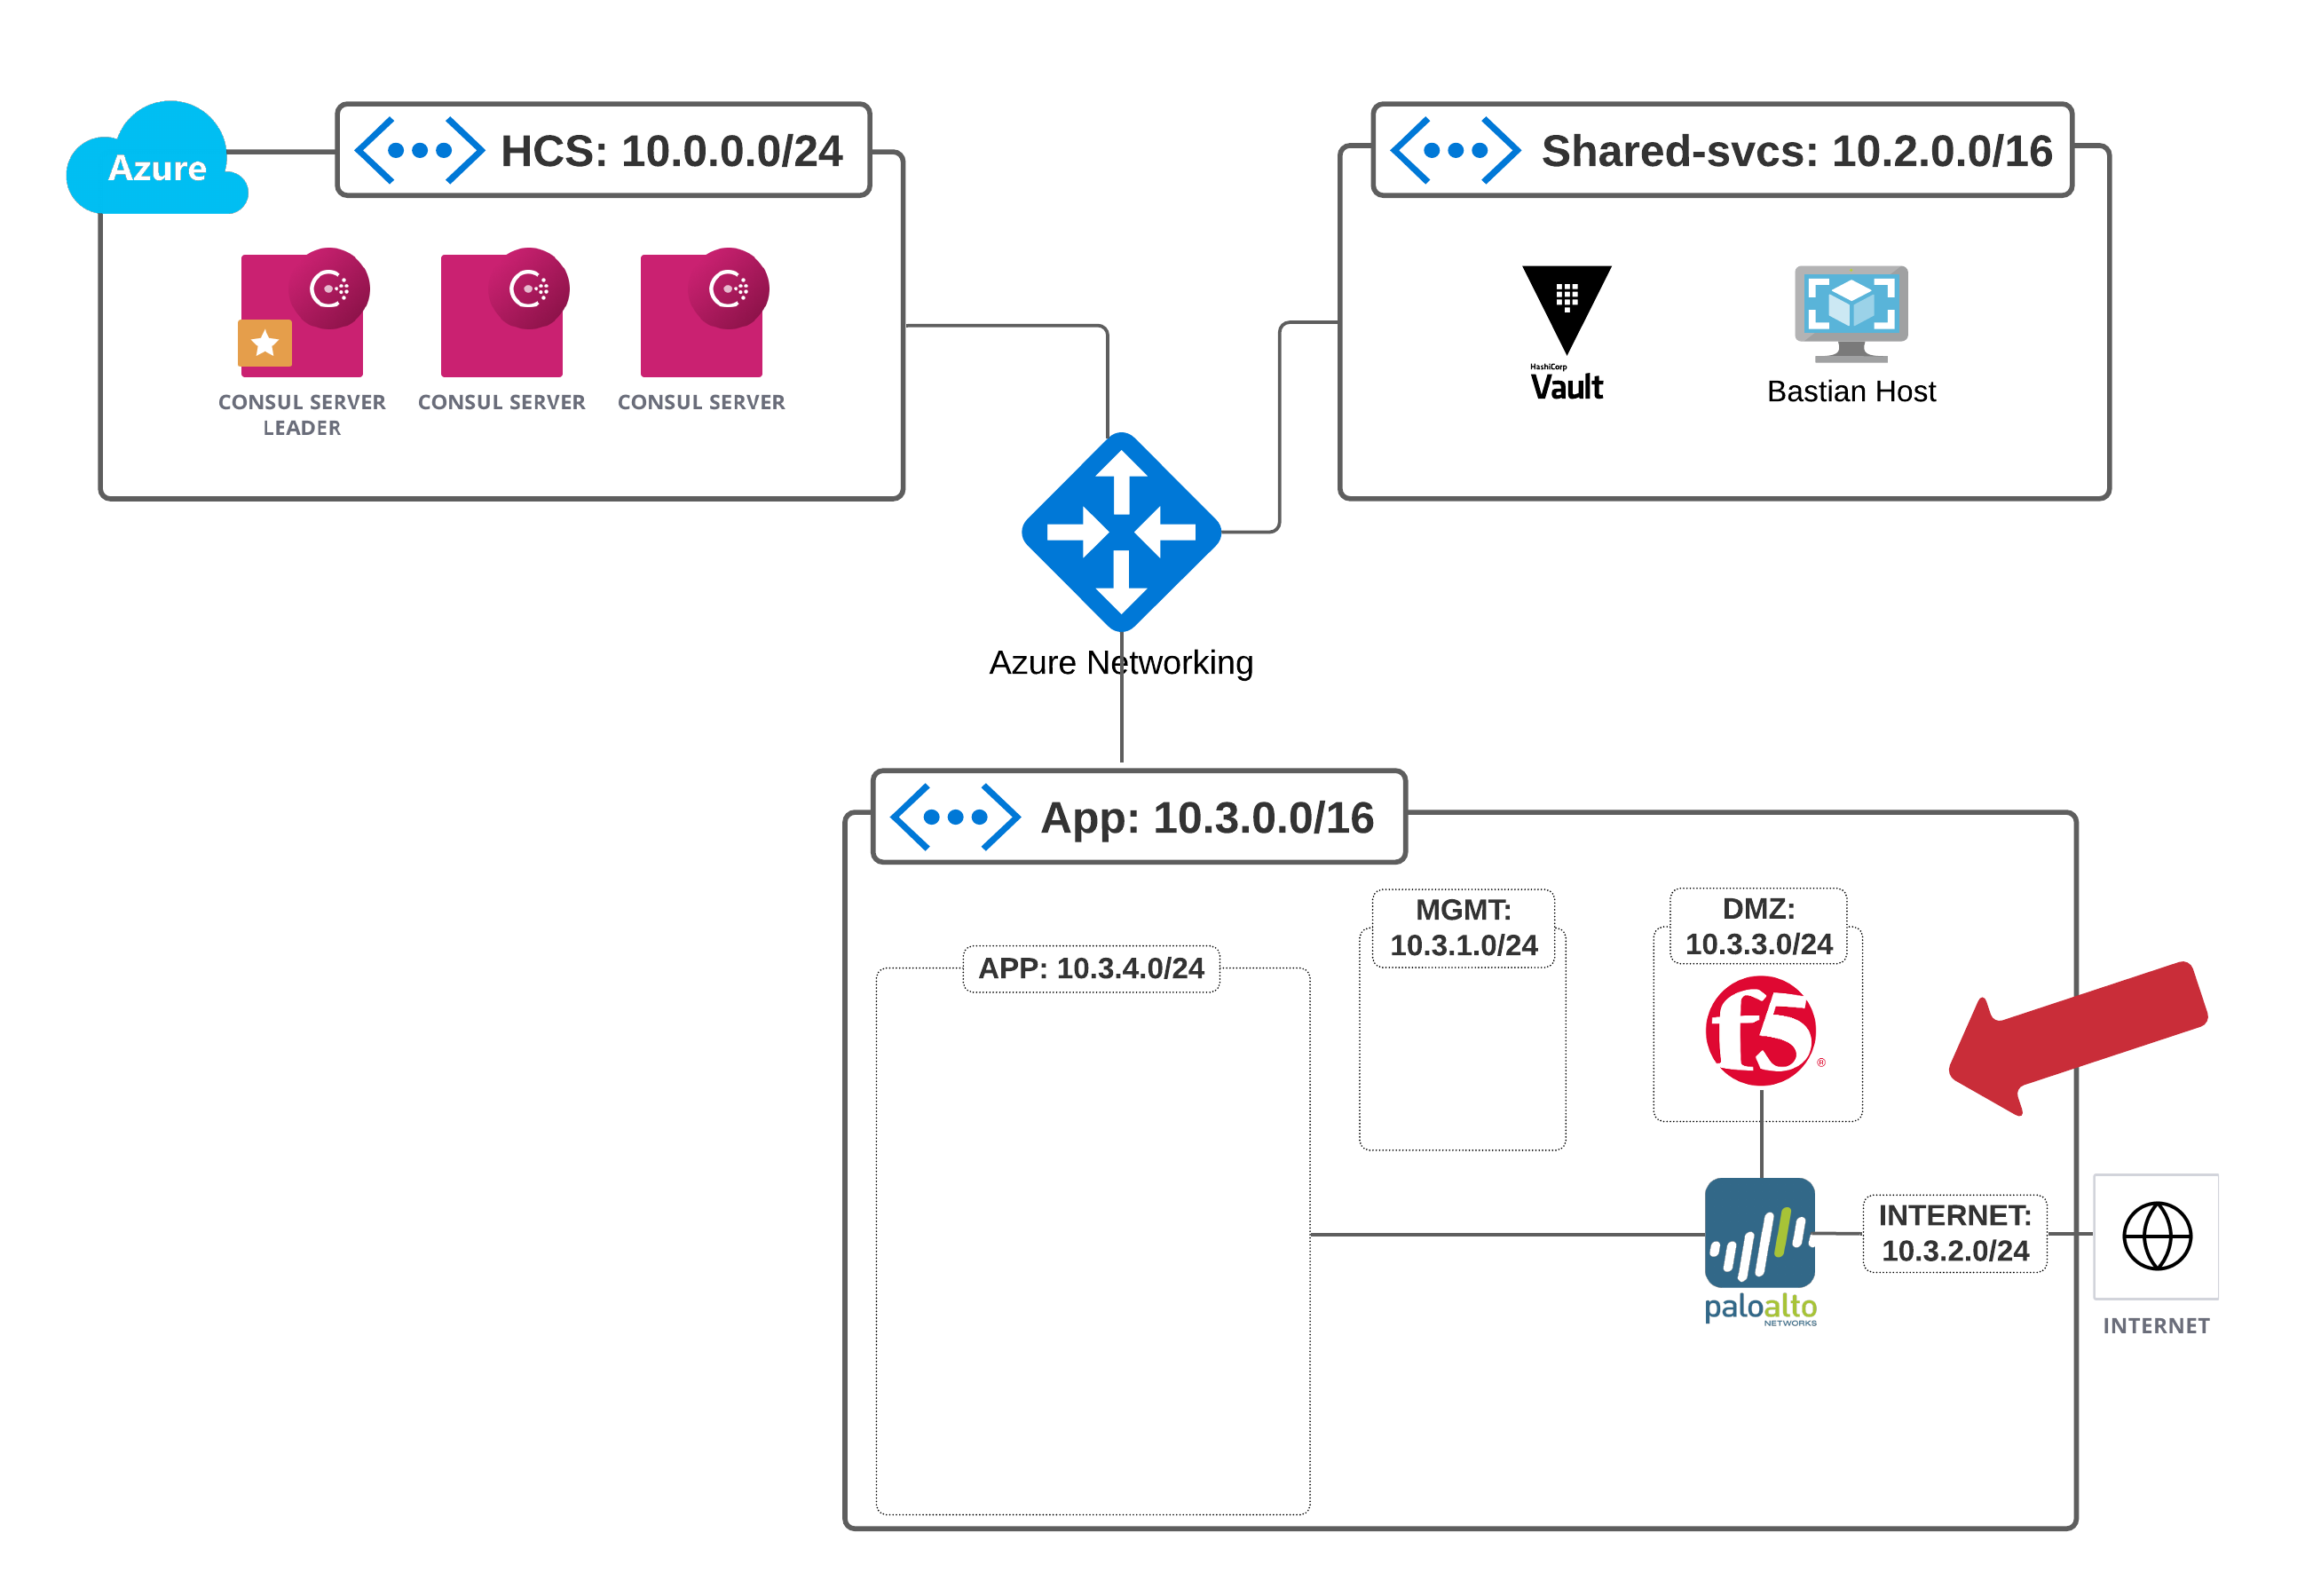 Azure
HCS: 10.0.0.0/24
Shared-svcs: 10.2.0.0/16
CONSUL SERVER
LEADER
CONSUL SERVER
CONSUL SERVER
HashiCorp
Vault
Bastian Host
Azure Networking
App: 10.3.0.0/16
MGMT:
10.3.1.0/24
DMZ:
10.3.3.0/24
APP: 10.3.4.0/24
f5®
INTERNET:
10.3.2.0/24
paloalto
NETWORKS
INTERNET